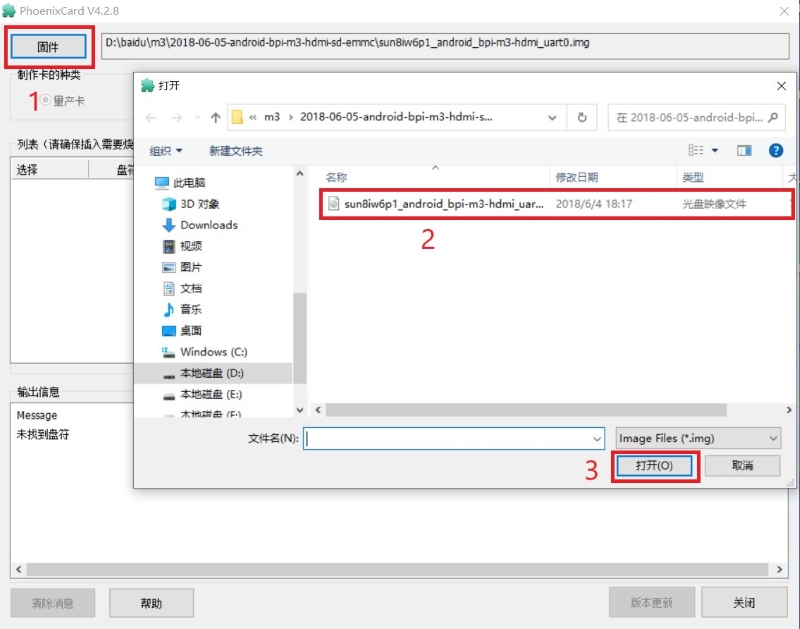 PhoenixCard V4.2.8
固件
D:\baidu\m3\2018-06-05-android-bpi-m3-hdmi-sd-emmc\sun8iw6p1_android_bpi-m3-hdmi_uart0.img
制作卡的种类
1
量产卡
打开
« m3 › 2018-06-05-android-bpi-m3-hdmi-s...
在 2018-06-05-android-bpi...
列表（请确保插入需要烧
组织
新建文件夹
选择
盘符
名称
修改日期
类型
大
此电脑
3D 对象
Downloads
视频
图片
文档
音乐
桌面
Windows (C:)
本地磁盘 (D:)
本地磁盘 (E:)
本地磁盘 (F:)
sun8iw6p1_android_bpi-m3-hdmi_uar...
2018/6/4 18:17
光盘映像文件
2
输出信息
Message
未找到盘符
文件名(N):
Image Files (*.img)
3
打开(O)
取消
清除消息
帮助
版本更新
关闭